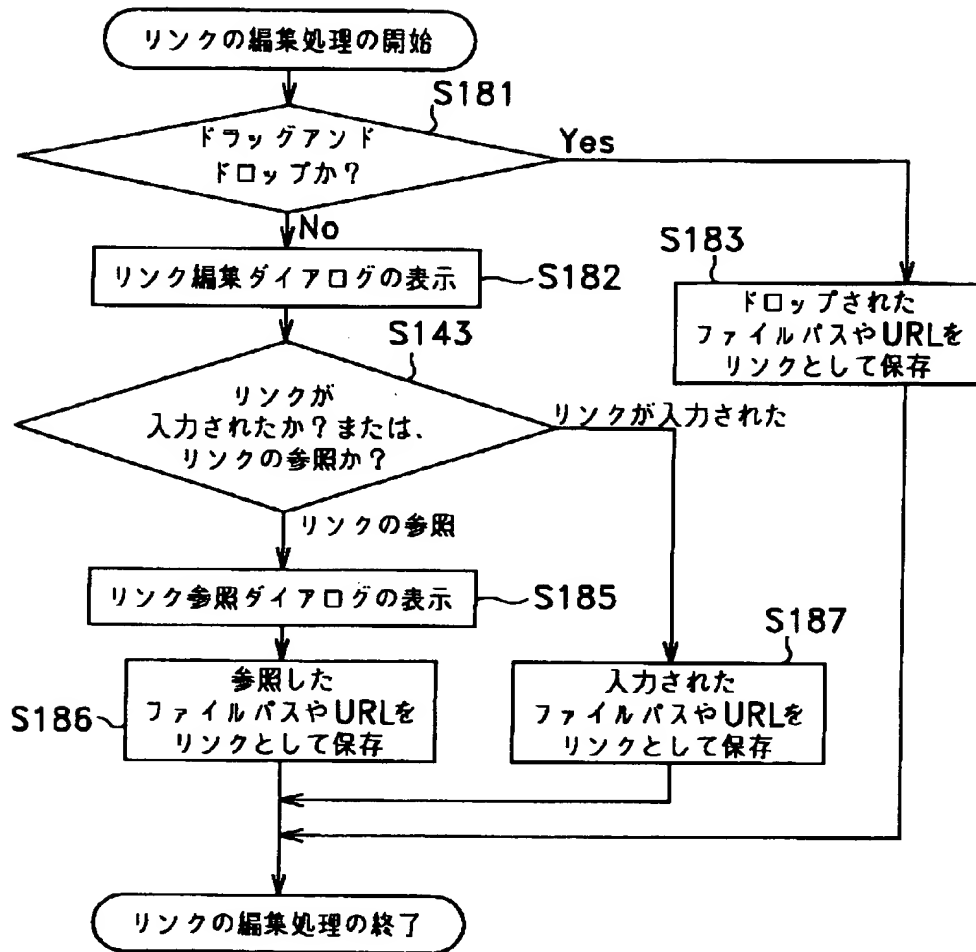 リンクの編集処理の開始
S181
ドラッグアンド
ドロップか?
Yes
No
リンク編集ダイアログの表示
S182
S183
ドロップされた
ファイルパスやURLを
リンクとして保存
S143
リンクが
入力されたか?または、
リンクの参照か?
リンクが入力された
リンクの参照
リンク参照ダイアログの表示
S185
S186
参照した
ファイルパスやURLを
リンクとして保存
S187
入力された
ファイルパスやURLを
リンクとして保存
リンクの編集処理の終了